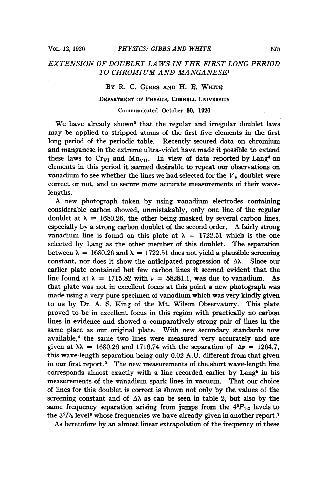 VOL. 12, 1926 PHYSICS: GIBBS AND WHITE
EXTENSION OF DOUBLET LAWS IN THE FIRST LONG PERIOD
TO CHROMIUM AND MANGANESE¹
BY R. C. GIBBS AND H. E. WHITE
DEPARTMENT OF PHYSICS, CORNELL UNIVERSITY
Communicated October 30, 1926
We have already shown² that the regular and irregular doublet laws
may be applied to stripped atoms of the first five elements in the first
long period of the periodic table. Recently secured data on chromium
and manganese in the extreme ultra-violet have made it possible to extend
these laws to Cr VI and Mn VII. In view of data reported by Lang³ on
elements in this period it seemed desirable to repeat our observations on
vanadium to see whether the lines we had selected for the V V doublet were
correct or not, and to secure more accurate measurements of their wave-
lengths.
A new photograph taken by using vanadium electrodes containing
considerable carbon showed, unmistakably, only one line of the regular
doublet at λ = 1680.26, the other being masked by several carbon lines,
especially by a strong carbon doublet of the second order. A fairly strong
vanadium line is found on this plate at λ = 1722.51 which is the one
selected by Lang as the other member of this doublet. The separation
between λ = 1680.26 and λ = 1722.51 does not yield a plausible screening
constant, nor does it show the anticipated progression of Δλ. Since our
earlier plate contained but few carbon lines it seemed evident that the
line found at λ = 1715.82 with ν = 58281.1, was due to vanadium. As
that plate was not in excellent focus at this point a new photograph was
made using a very pure specimen of vanadium which was very kindly given
to us by Dr. A. S. King of the Mt. Wilson Observatory. This plate
proved to be in excellent focus in this region with practically no carbon
lines in evidence and showed a comparatively strong pair of lines in the
same place as our original plate. With new secondary standards now
available,⁴ the same two lines were measured very accurately and are
given at λλ = 1680.29 and 1716.74 with the separation of Δν = 1264.7,
this wave-length separation being only 0.02 A.U. different from that given
in our first report.² The new measurements of the short wave-length line
corresponds almost exactly with a line recorded earlier by Lang⁵ in his
measurements of the vanadium spark lines in vacuum. That our choice
of lines for this doublet is correct is shown not only by the values of the
screening constant and of Δλ as can be seen in table 2, but also by the
same frequency separation arising from jumps from the levels to
the level⁶ whose frequencies we have already given in another report.⁷
As heretofore by an almost linear extrapolation of the frequency of these